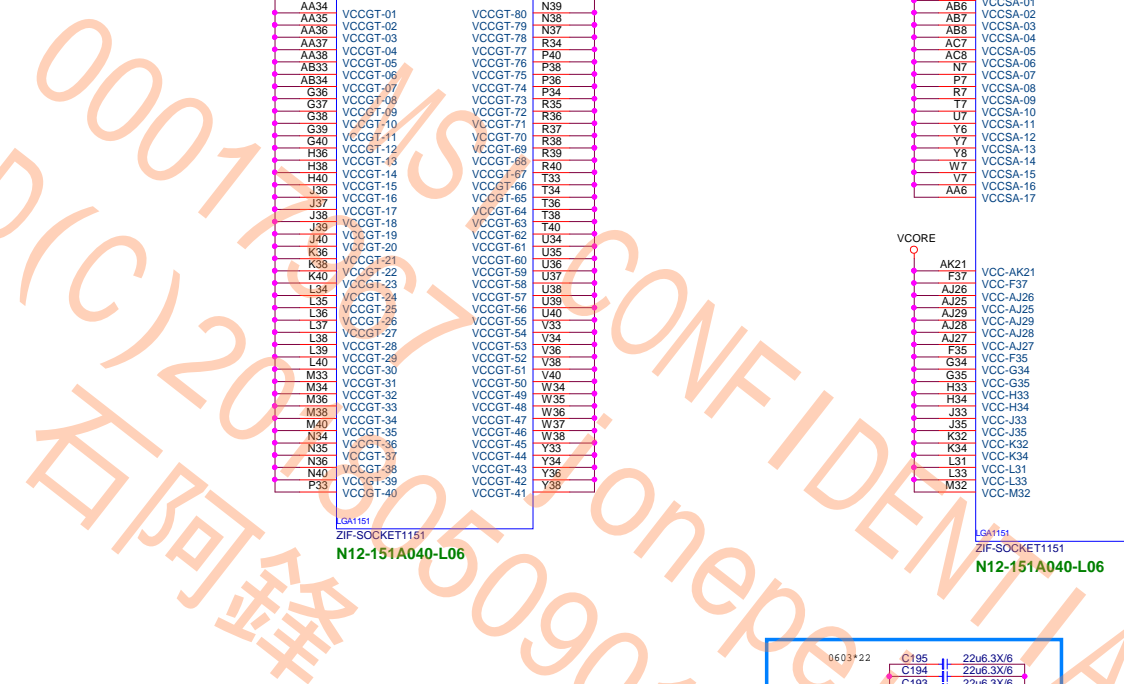 AA34 VCCGT-01 VCCGT-80 N39
AA35 VCCGT-02 VCCGT-79 N38
AA36 VCCGT-03 VCCGT-78 N37
AA37 VCCGT-04 VCCGT-77 R34
AA38 VCCGT-05 VCCGT-76 P40
AB33 VCCGT-06 VCCGT-75 P38
AB34 VCCGT-07 VCCGT-74 P36
G36 VCCGT-08 VCCGT-73 P34
G37 VCCGT-09 VCCGT-72 R35
G38 VCCGT-10 VCCGT-71 R36
G39 VCCGT-11 VCCGT-70 R37
G40 VCCGT-12 VCCGT-69 R38
H36 VCCGT-13 VCCGT-68 R39
H38 VCCGT-14 VCCGT-67 R40
H40 VCCGT-15 VCCGT-66 T33
J36 VCCGT-16 VCCGT-65 T34
J37 VCCGT-17 VCCGT-64 T36
J38 VCCGT-18 VCCGT-63 T38
J39 VCCGT-19 VCCGT-62 T40
J40 VCCGT-20 VCCGT-61 U34
K36 VCCGT-21 VCCGT-60 U35
K38 VCCGT-22 VCCGT-59 U36
K40 VCCGT-23 VCCGT-58 U37
L34 VCCGT-24 VCCGT-57 U38
L35 VCCGT-25 VCCGT-56 U39
L36 VCCGT-26 VCCGT-55 U40
L37 VCCGT-27 VCCGT-54 V33
L38 VCCGT-28 VCCGT-53 V34
L39 VCCGT-29 VCCGT-52 V36
L40 VCCGT-30 VCCGT-51 V38
M33 VCCGT-31 VCCGT-50 V40
M34 VCCGT-32 VCCGT-49 W34
M36 VCCGT-33 VCCGT-48 W35
M38 VCCGT-34 VCCGT-47 W36
M40 VCCGT-35 VCCGT-46 W37
N34 VCCGT-36 VCCGT-45 W38
N35 VCCGT-37 VCCGT-44 Y33
N36 VCCGT-38 VCCGT-43 Y34
N40 VCCGT-39 VCCGT-42 Y36
P33 VCCGT-40 VCCGT-41 Y38
LGA1151
ZIF-SOCKET1151
N12-151A040-L06
VCCSA-01
AB6 VCCSA-02
AB7 VCCSA-03
AB8 VCCSA-04
AC7 VCCSA-05
AC8 VCCSA-06
N7 VCCSA-07
P7 VCCSA-08
R7 VCCSA-09
T7 VCCSA-10
U7 VCCSA-11
Y6 VCCSA-12
Y7 VCCSA-13
Y8 VCCSA-14
W7 VCCSA-15
V7 VCCSA-16
AA6 VCCSA-17
VCORE
AK21 VCC-AK21
F37 VCC-F37
AJ26 VCC-AJ26
AJ25 VCC-AJ25
AJ29 VCC-AJ29
AJ28 VCC-AJ28
AJ27 VCC-AJ27
F35 VCC-F35
G34 VCC-G34
G35 VCC-G35
H33 VCC-H33
H34 VCC-H34
J33 VCC-J33
J35 VCC-J35
K32 VCC-K32
K34 VCC-K34
L31 VCC-L31
L33 VCC-L33
M32 VCC-M32
LGA1151
ZIF-SOCKET1151
N12-151A040-L06
0603*22
C195 22u6.3X/6
C194 22u6.3X/6
C193 22u6.3X/6
MSI CONFIDENTIA
石阿鋒